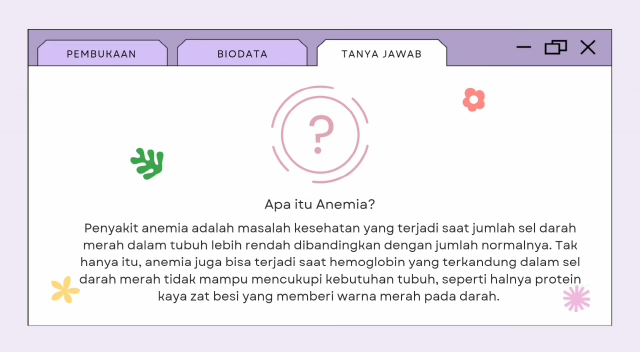 PEMBUKAAN
BIODATA
TANYA JAWAB
?
Apa itu Anemia?
Penyakit anemia adalah masalah kesehatan yang terjadi saat jumlah sel darah
merah dalam tubuh lebih rendah dibandingkan dengan jumlah normalnya. Tak
hanya itu, anemia juga bisa terjadi saat hemoglobin yang terkandung dalam sel
darah merah tidak mampu mencukupi kebutuhan tubuh, seperti halnya protein
kaya zat besi yang memberi warna merah pada darah.